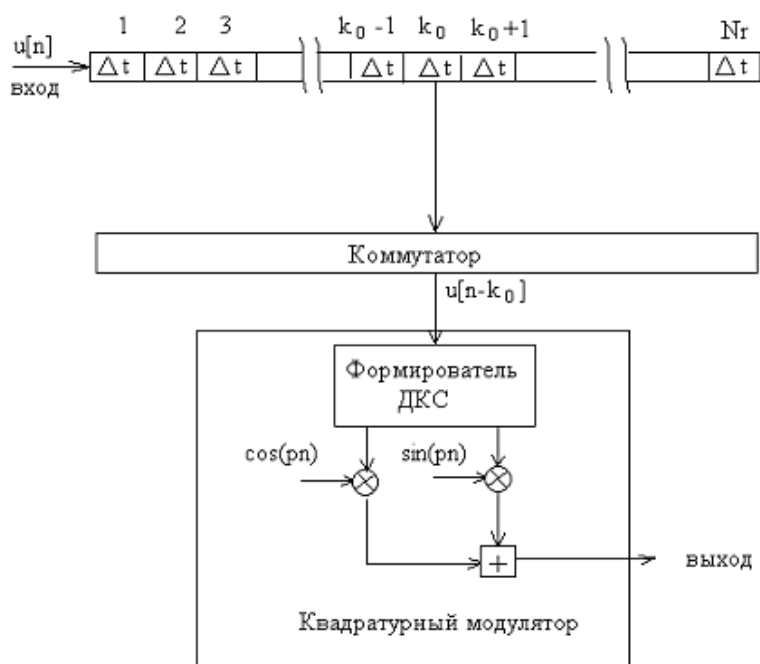 1 2 3 k₀-1 k₀ k₀+1 Nr
u[n]
Δt Δt Δt Δt Δt Δt Δt
вход
Коммутатор
u[n-k₀]
Формирователь
ДКС
cos(pn) sin(pn)
+
выход
Квадратурный модулятор